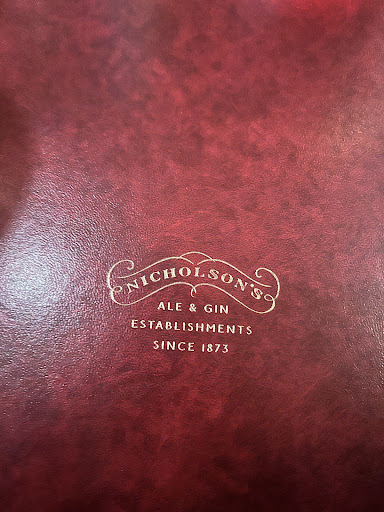 NICHOLSON'S
ALE & GIN
ESTABLISHMENTS
SINCE 1873